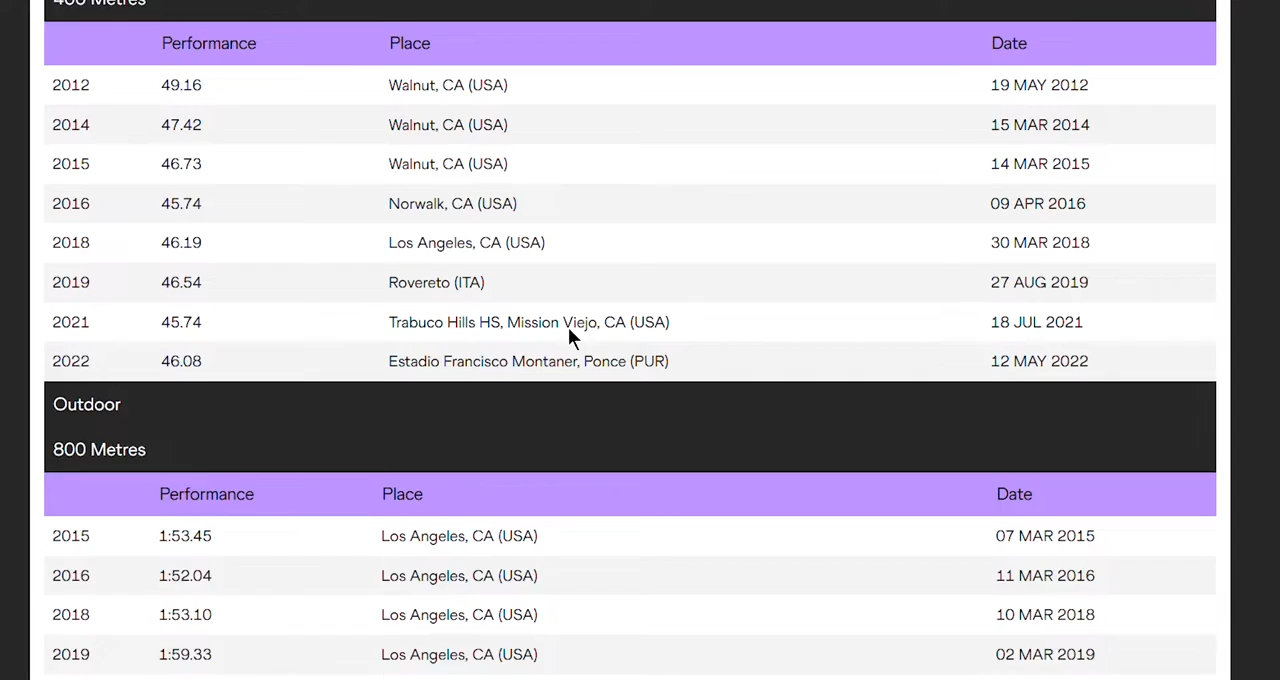 400 Metres
Performance Place Date
2012 49.16 Walnut, CA (USA) 19 MAY 2012
2014 47.42 Walnut, CA (USA) 15 MAR 2014
2015 46.73 Walnut, CA (USA) 14 MAR 2015
2016 45.74 Norwalk, CA (USA) 09 APR 2016
2018 46.19 Los Angeles, CA (USA) 30 MAR 2018
2019 46.54 Rovereto (ITA) 27 AUG 2019
2021 45.74 Trabuco Hills HS, Mission Viejo, CA (USA) 18 JUL 2021
2022 46.08 Estadio Francisco Montaner, Ponce (PUR) 12 MAY 2022
Outdoor
800 Metres
Performance Place Date
2015 1:53.45 Los Angeles, CA (USA) 07 MAR 2015
2016 1:52.04 Los Angeles, CA (USA) 11 MAR 2016
2018 1:53.10 Los Angeles, CA (USA) 10 MAR 2018
2019 1:59.33 Los Angeles, CA (USA) 02 MAR 2019